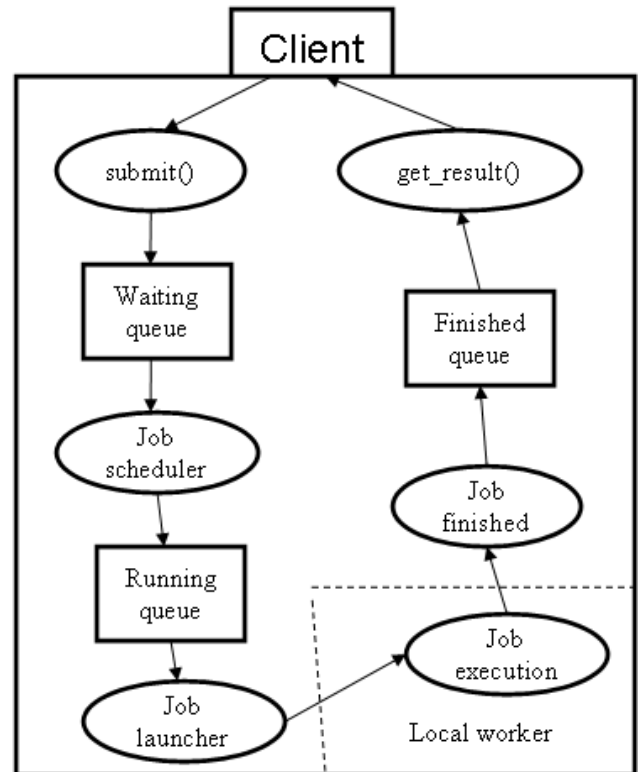 Client
submit()
get_result()
Waiting
queue
Finished
queue
Job
scheduler
Job
finished
Running
queue
Job
execution
Job
launcher
Local worker